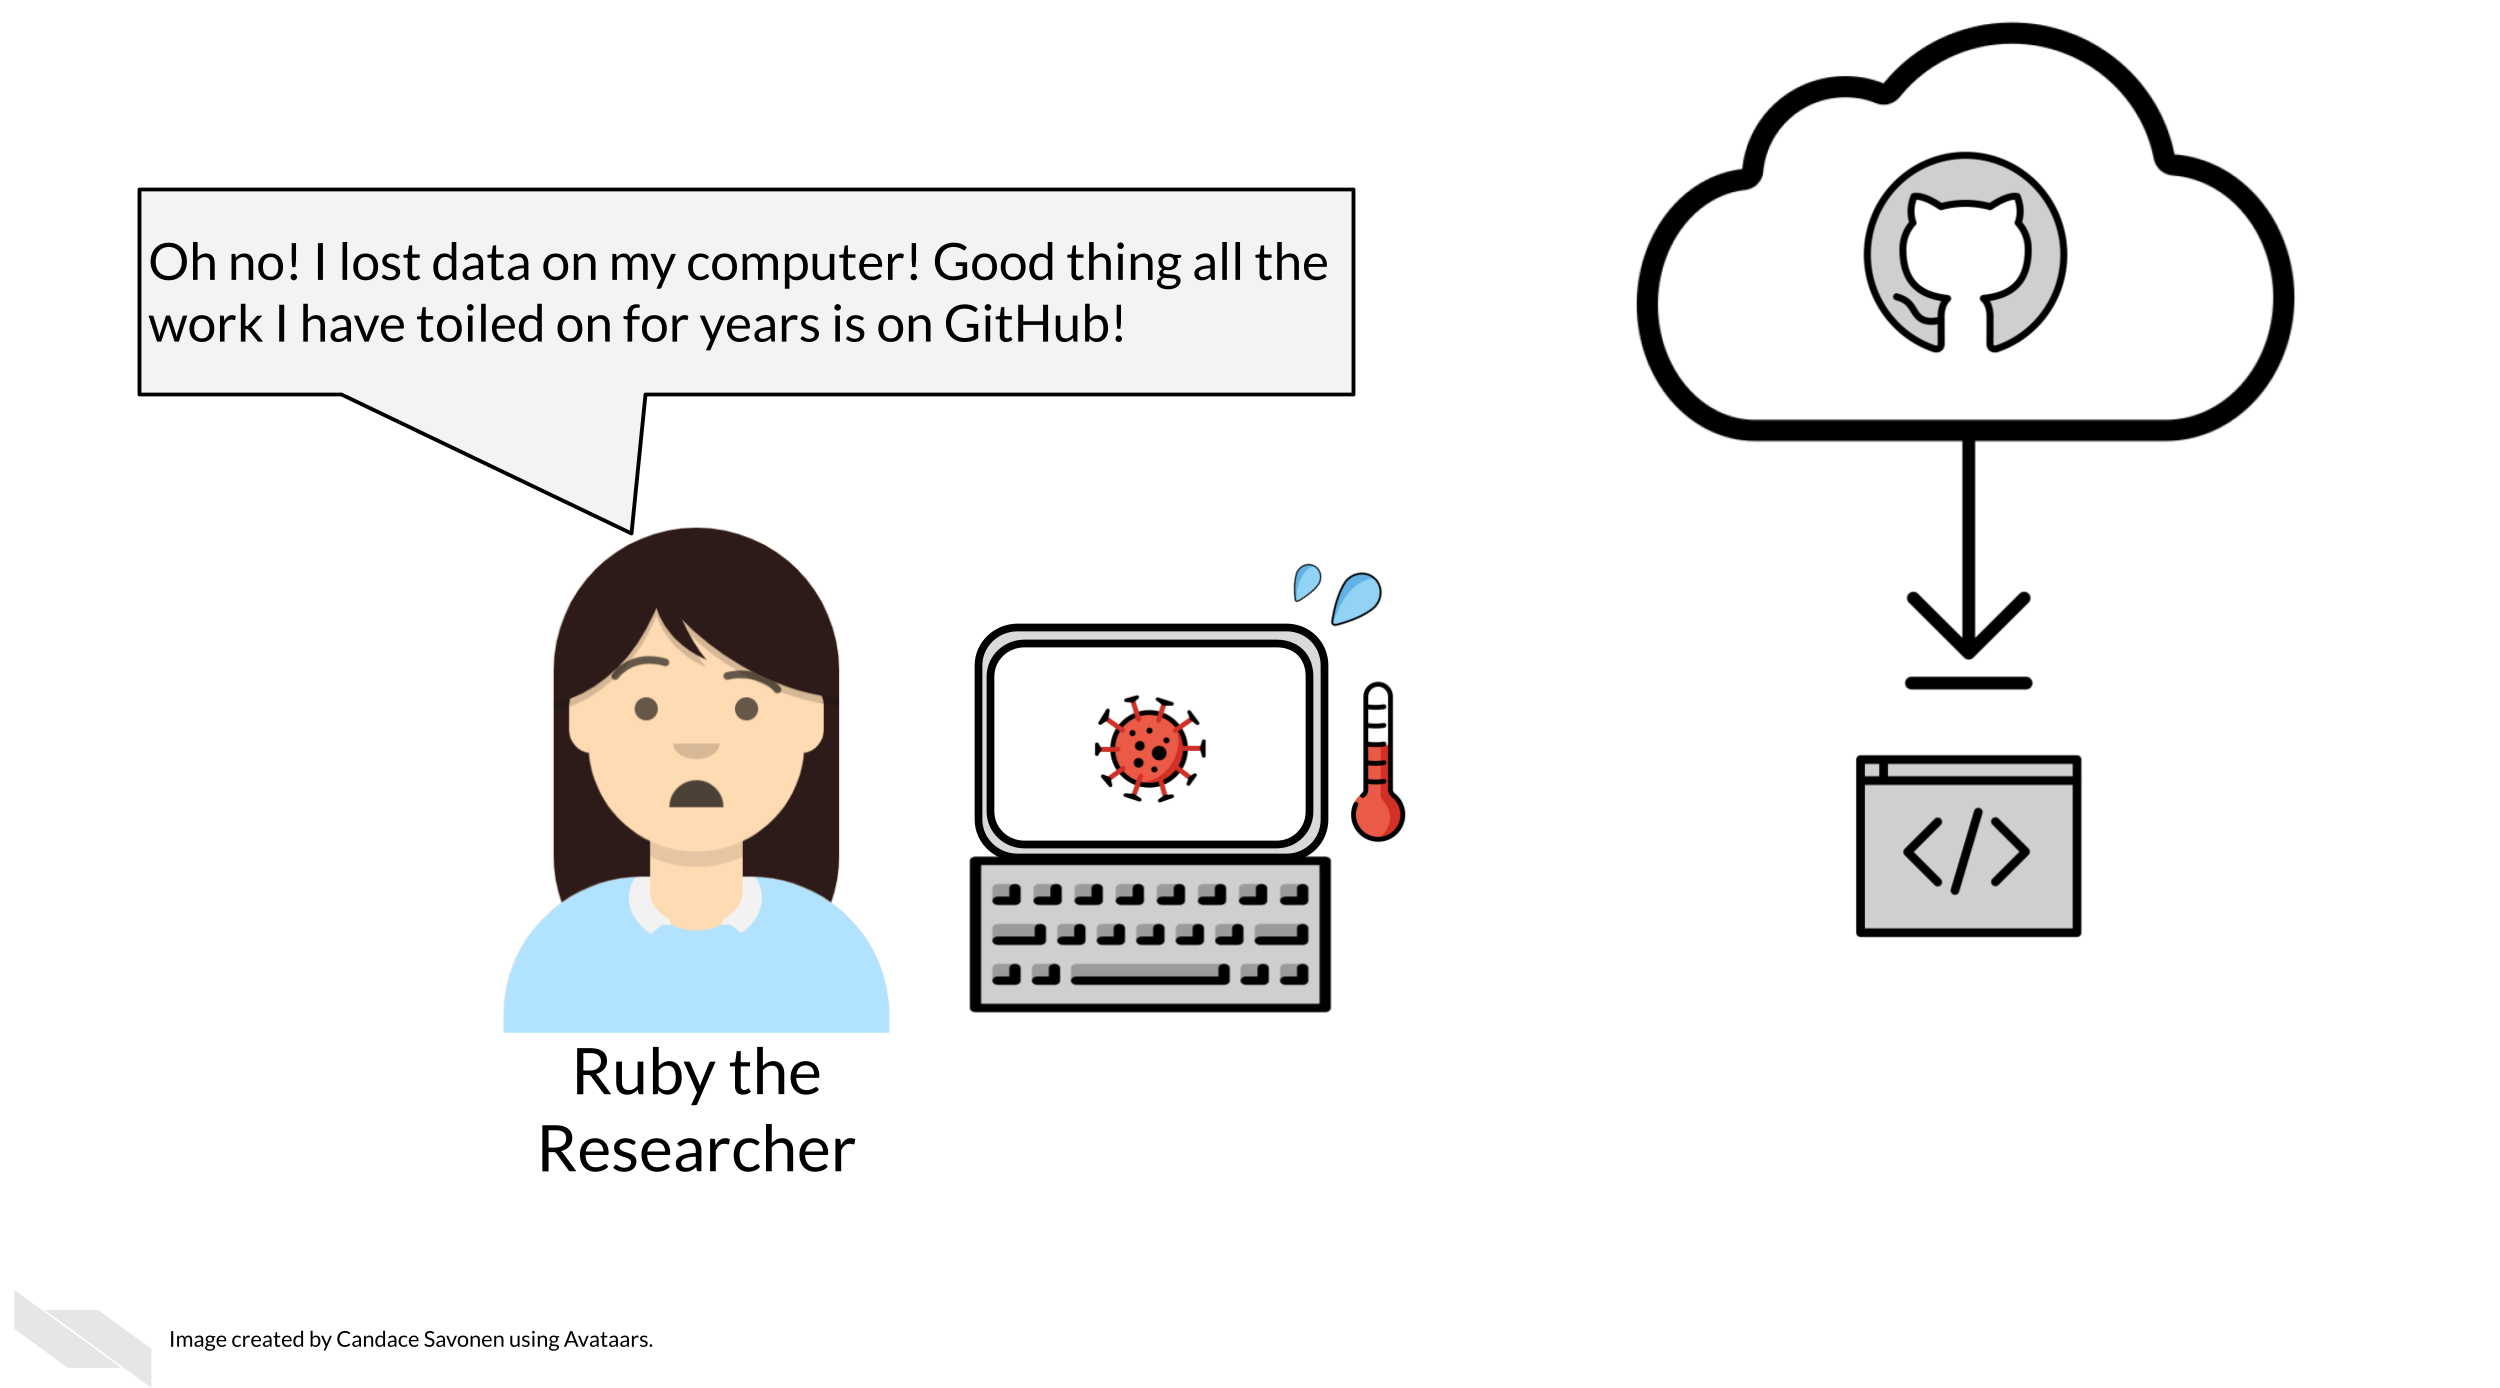 Oh no! I lost data on my computer! Good thing all the
work I have toiled on for years is on GitHub!
Ruby the
Researcher
Image created by Candace Savonen using Avataars.